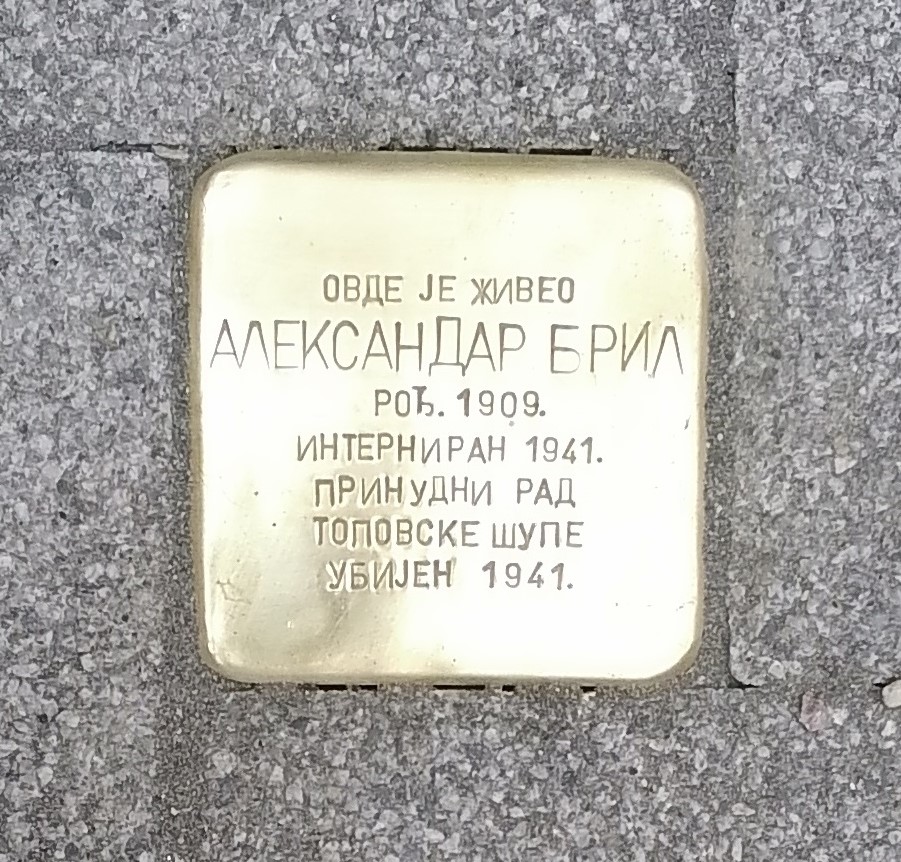 ОВДЕ ЈЕ ЖИВЕО
АЛЕКСАНДАР БРИЛ
РОЂ. 1909.
ИНТЕРНИРАН 1941.
ПРИНУДНИ РАД
ТОПОВСКЕ ШУПЕ
УБИЈЕН 1941.